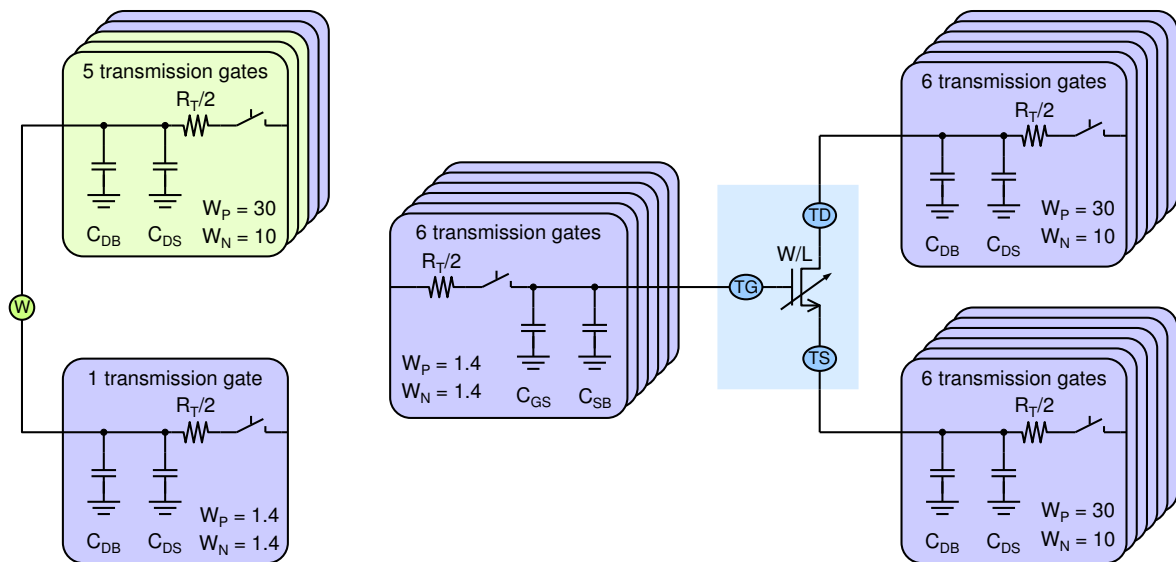 5 transmission gates
R_T/2
W_P = 30
W_N = 10
C_DB
C_DS
W
1 transmission gate
R_T/2
W_P = 1.4
W_N = 1.4
C_DB
C_DS
6 transmission gates
R_T/2
W_P = 1.4
W_N = 1.4
C_GS
C_SB
TD
W/L
TG
TS
6 transmission gates
R_T/2
W_P = 30
W_N = 10
C_DB
C_DS
6 transmission gates
R_T/2
W_P = 30
W_N = 10
C_DB
C_DS